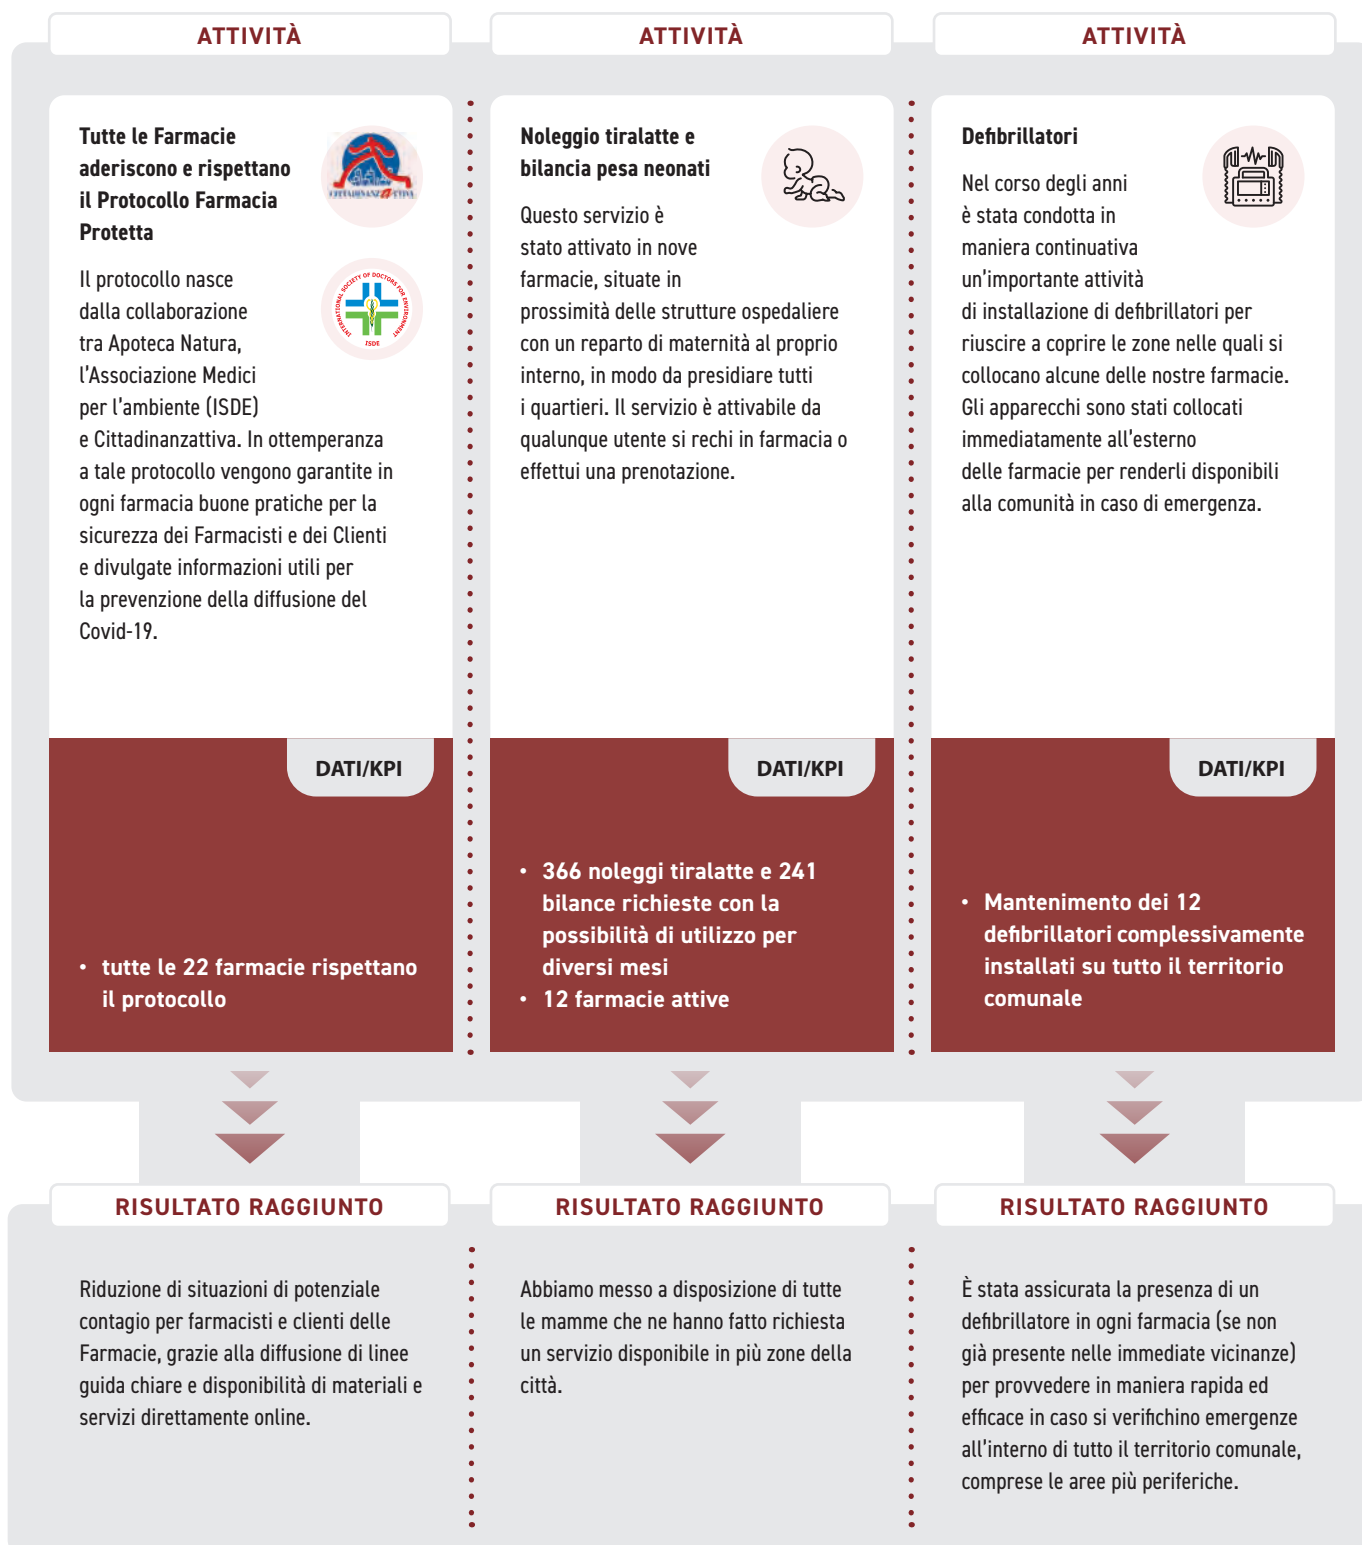 ATTIVITÀ
Tutte le Farmacie
aderiscono e rispettano
il Protocollo Farmacia
Protetta
CITTADINANZATTIVA
INTERNATIONAL SOCIETY OF DOCTORS FOR ENVIRONMENT
ISDE
Il protocollo nasce
dalla collaborazione
tra Apoteca Natura,
l'Associazione Medici
per l'ambiente (ISDE)
e Cittadinanzattiva. In ottemperanza
a tale protocollo vengono garantite in
ogni farmacia buone pratiche per la
sicurezza dei Farmacisti e dei Clienti
e divulgate informazioni utili per
la prevenzione della diffusione del
Covid-19.
DATI/KPI
• tutte le 22 farmacie rispettano
il protocollo
RISULTATO RAGGIUNTO
Riduzione di situazioni di potenziale
contagio per farmacisti e clienti delle
Farmacie, grazie alla diffusione di linee
guida chiare e disponibilità di materiali e
servizi direttamente online.
ATTIVITÀ
Noleggio tiralatte e
bilancia pesa neonati
Questo servizio è
stato attivato in nove
farmacie, situate in
prossimità delle strutture ospedaliere
con un reparto di maternità al proprio
interno, in modo da presidiare tutti
i quartieri. Il servizio è attivabile da
qualunque utente si rechi in farmacia o
effettui una prenotazione.
DATI/KPI
• 366 noleggi tiralatte e 241
bilance richieste con la
possibilità di utilizzo per
diversi mesi
• 12 farmacie attive
RISULTATO RAGGIUNTO
Abbiamo messo a disposizione di tutte
le mamme che ne hanno fatto richiesta
un servizio disponibile in più zone della
città.
ATTIVITÀ
Defibrillatori
Nel corso degli anni
è stata condotta in
maniera continuativa
un'importante attività
di installazione di defibrillatori per
riuscire a coprire le zone nelle quali si
collocano alcune delle nostre farmacie.
Gli apparecchi sono stati collocati
immediatamente all'esterno
delle farmacie per renderli disponibili
alla comunità in caso di emergenza.
DATI/KPI
• Mantenimento dei 12
defibrillatori complessivamente
installati su tutto il territorio
comunale
RISULTATO RAGGIUNTO
È stata assicurata la presenza di un
defibrillatore in ogni farmacia (se non
già presente nelle immediate vicinanze)
per provvedere in maniera rapida ed
efficace in caso si verifichino emergenze
all'interno di tutto il territorio comunale,
comprese le aree più periferiche.